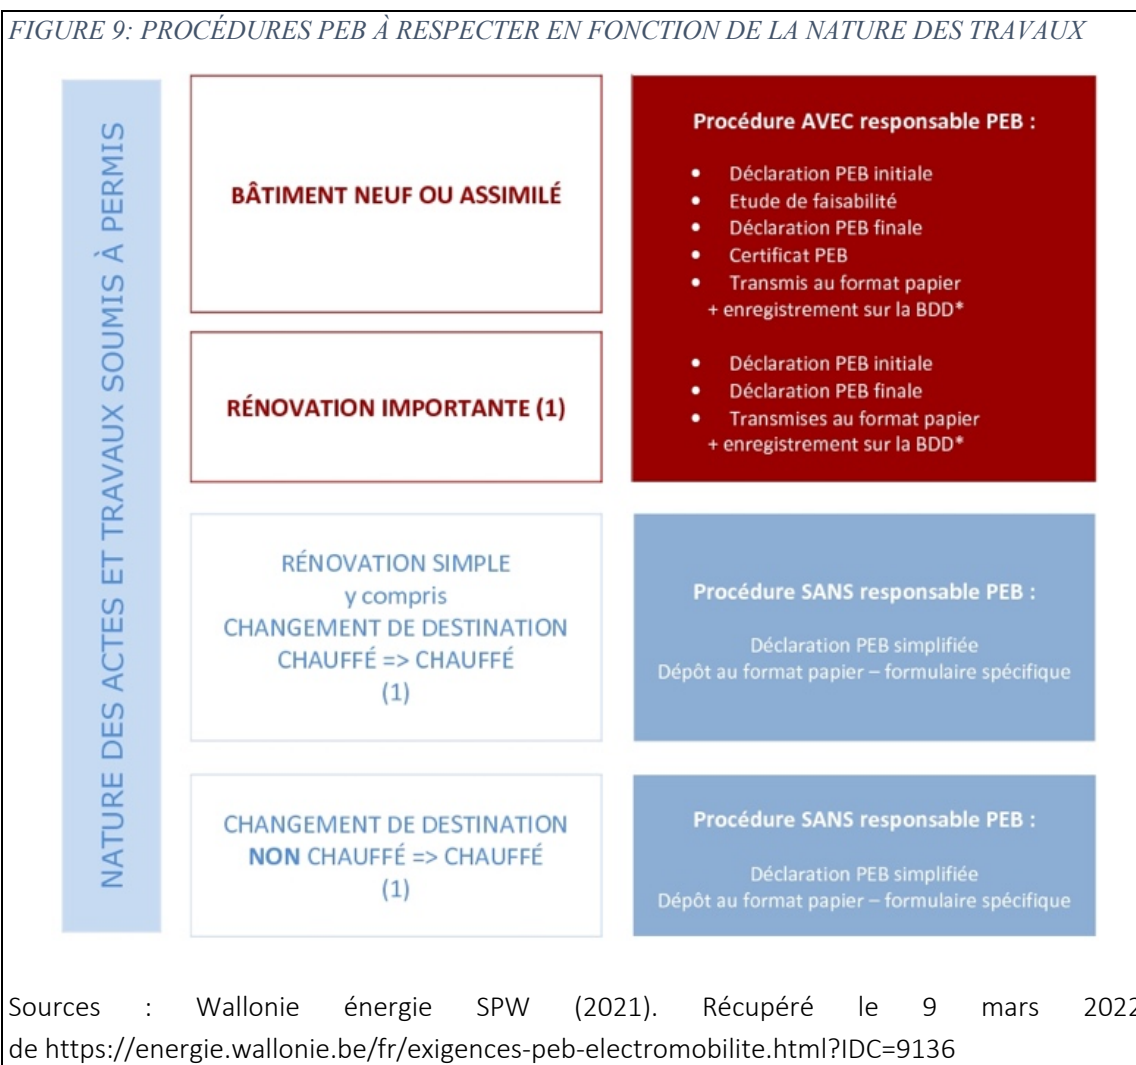 FIGURE 9: PROCÉDURES PEB À RESPECTER EN FONCTION DE LA NATURE DES TRAVAUX
NATURE DES ACTES ET TRAVAUX SOUMIS À PERMIS
BÂTIMENT NEUF OU ASSIMILÉ
Procédure AVEC responsable PEB :
• Déclaration PEB initiale
• Etude de faisabilité
• Déclaration PEB finale
• Certificat PEB
• Transmis au format papier
+ enregistrement sur la BDD*
RÉNOVATION IMPORTANTE (1)
• Déclaration PEB initiale
• Déclaration PEB finale
• Transmises au format papier
+ enregistrement sur la BDD*
RÉNOVATION SIMPLE
y compris
CHANGEMENT DE DESTINATION
CHAUFFÉ => CHAUFFÉ
(1)
Procédure SANS responsable PEB :
Déclaration PEB simplifiée
Dépôt au format papier – formulaire spécifique
CHANGEMENT DE DESTINATION
NON CHAUFFÉ => CHAUFFÉ
(1)
Procédure SANS responsable PEB :
Déclaration PEB simplifiée
Dépôt au format papier – formulaire spécifique
Sources : Wallonie énergie SPW (2021). Récupéré le 9 mars 2022
de https://energie.wallonie.be/fr/exigences-peb-electromobilite.html?IDC=9136